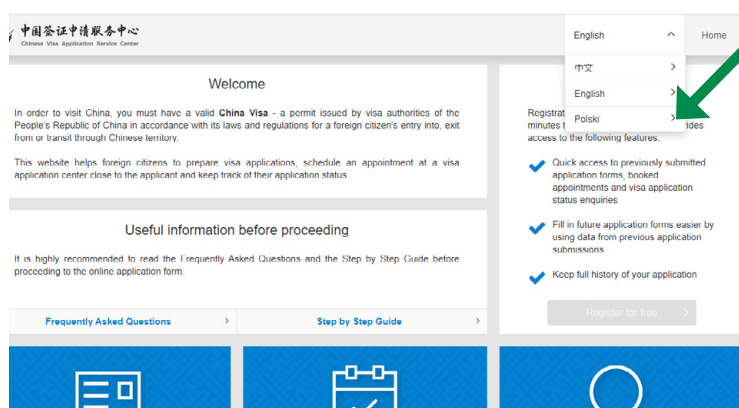 中国签证申请服务中心
Chinese Visa Application Service Center
English
Home
中文
English
Polski
Welcome
In order to visit China, you must have a valid China Visa - a permit issued by visa authorities of the
People's Republic of China in accordance with its laws and regulations for a foreign citizen's entry into, exit
from or transit through Chinese territory.
This website helps foreign citizens to prepare visa applications, schedule an appointment at a visa
application center close to the applicant and keep track of their application status
Useful information before proceeding
It is highly recommended to read the Frequently Asked Questions and the Step by Step Guide before
proceeding to the online application form.
Frequently Asked Questions
Step by Step Guide
minutes
access to the following features.
Quick access to previously submitted
application forms, booked
appointments and visa application
status enquiries
Fill in future application forms easier by
using data from previous application
submissions
Keep full history of your application
Register for free